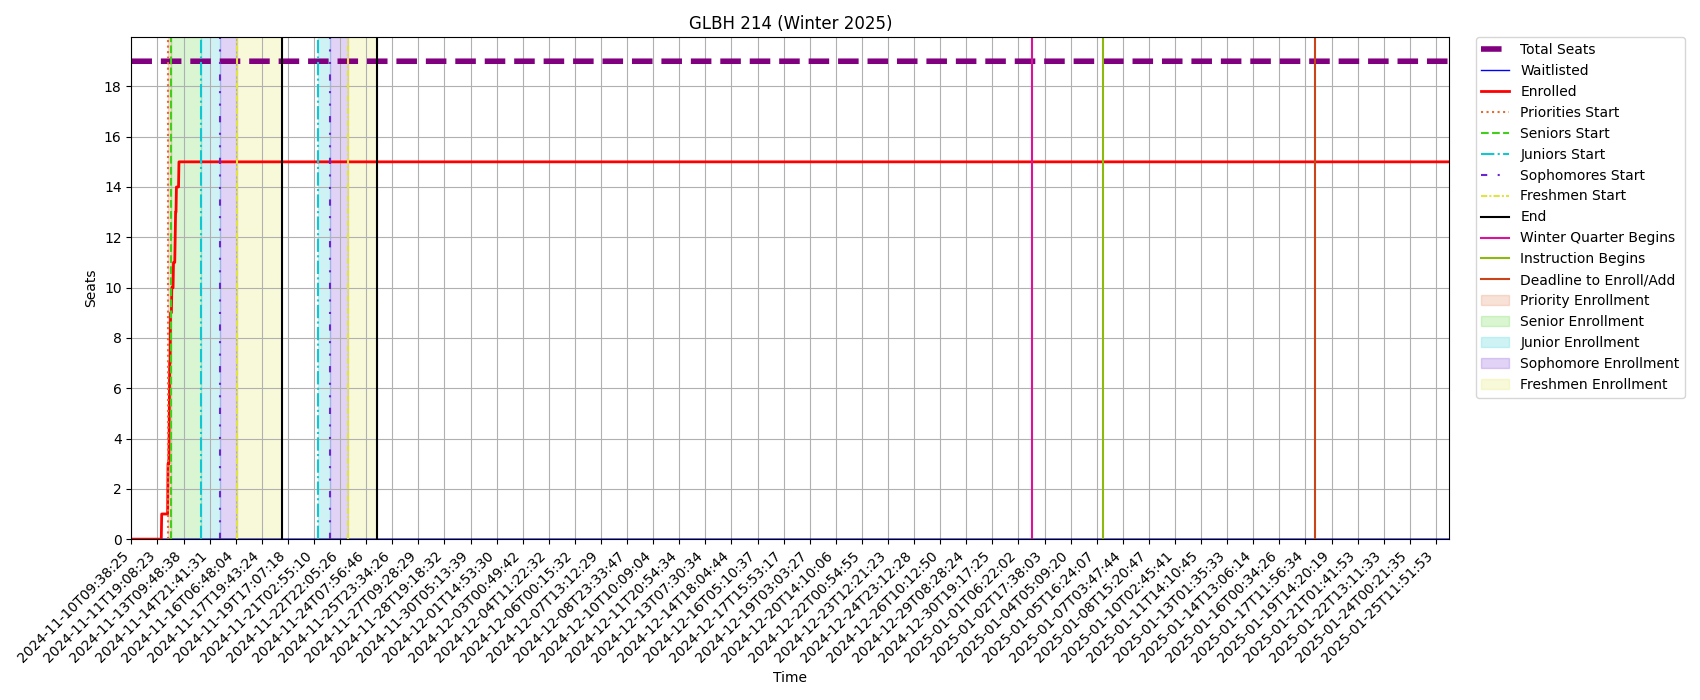 GLBH 214 (Winter 2025)
Seats
18
16
14
12
10
8
6
4
2
0
2024-11-10T09:38:25
2024-11-11T19:08:23
2024-11-13T09:48:38
2024-11-14T21:41:31
2024-11-16T06:48:04
2024-11-17T19:43:24
2024-11-19T17:07:18
2024-11-21T02:55:10
2024-11-22T22:05:26
2024-11-24T07:56:46
2024-11-25T23:34:26
2024-11-27T09:28:29
2024-11-28T19:18:32
2024-11-30T05:13:39
2024-12-01T14:53:30
2024-12-03T00:49:42
2024-12-04T11:22:32
2024-12-06T00:15:32
2024-12-07T13:12:29
2024-12-08T23:33:47
2024-12-10T10:09:04
2024-12-11T20:54:34
2024-12-13T07:30:34
2024-12-14T18:04:44
2024-12-16T05:10:37
2024-12-17T15:53:17
2024-12-19T03:03:27
2024-12-20T14:10:06
2024-12-22T00:54:55
2024-12-23T12:21:23
2024-12-24T23:12:28
2024-12-26T10:12:50
2024-12-29T08:28:24
2024-12-30T19:17:25
2025-01-01T06:22:02
2025-01-02T17:38:03
2025-01-04T05:09:20
2025-01-05T16:24:07
2025-01-07T03:47:44
2025-01-08T15:20:47
2025-01-10T02:45:41
2025-01-11T14:10:45
2025-01-13T01:35:33
2025-01-14T13:06:14
2025-01-16T00:34:26
2025-01-17T11:56:34
2025-01-19T14:20:19
2025-01-21T01:41:53
2025-01-22T13:11:33
2025-01-24T00:21:35
2025-01-25T11:51:53
Time
Total Seats
Waitlisted
Enrolled
Priorities Start
Seniors Start
Juniors Start
Sophomores Start
Freshmen Start
End
Winter Quarter Begins
Instruction Begins
Deadline to Enroll/Add
Priority Enrollment
Senior Enrollment
Junior Enrollment
Sophomore Enrollment
Freshmen Enrollment